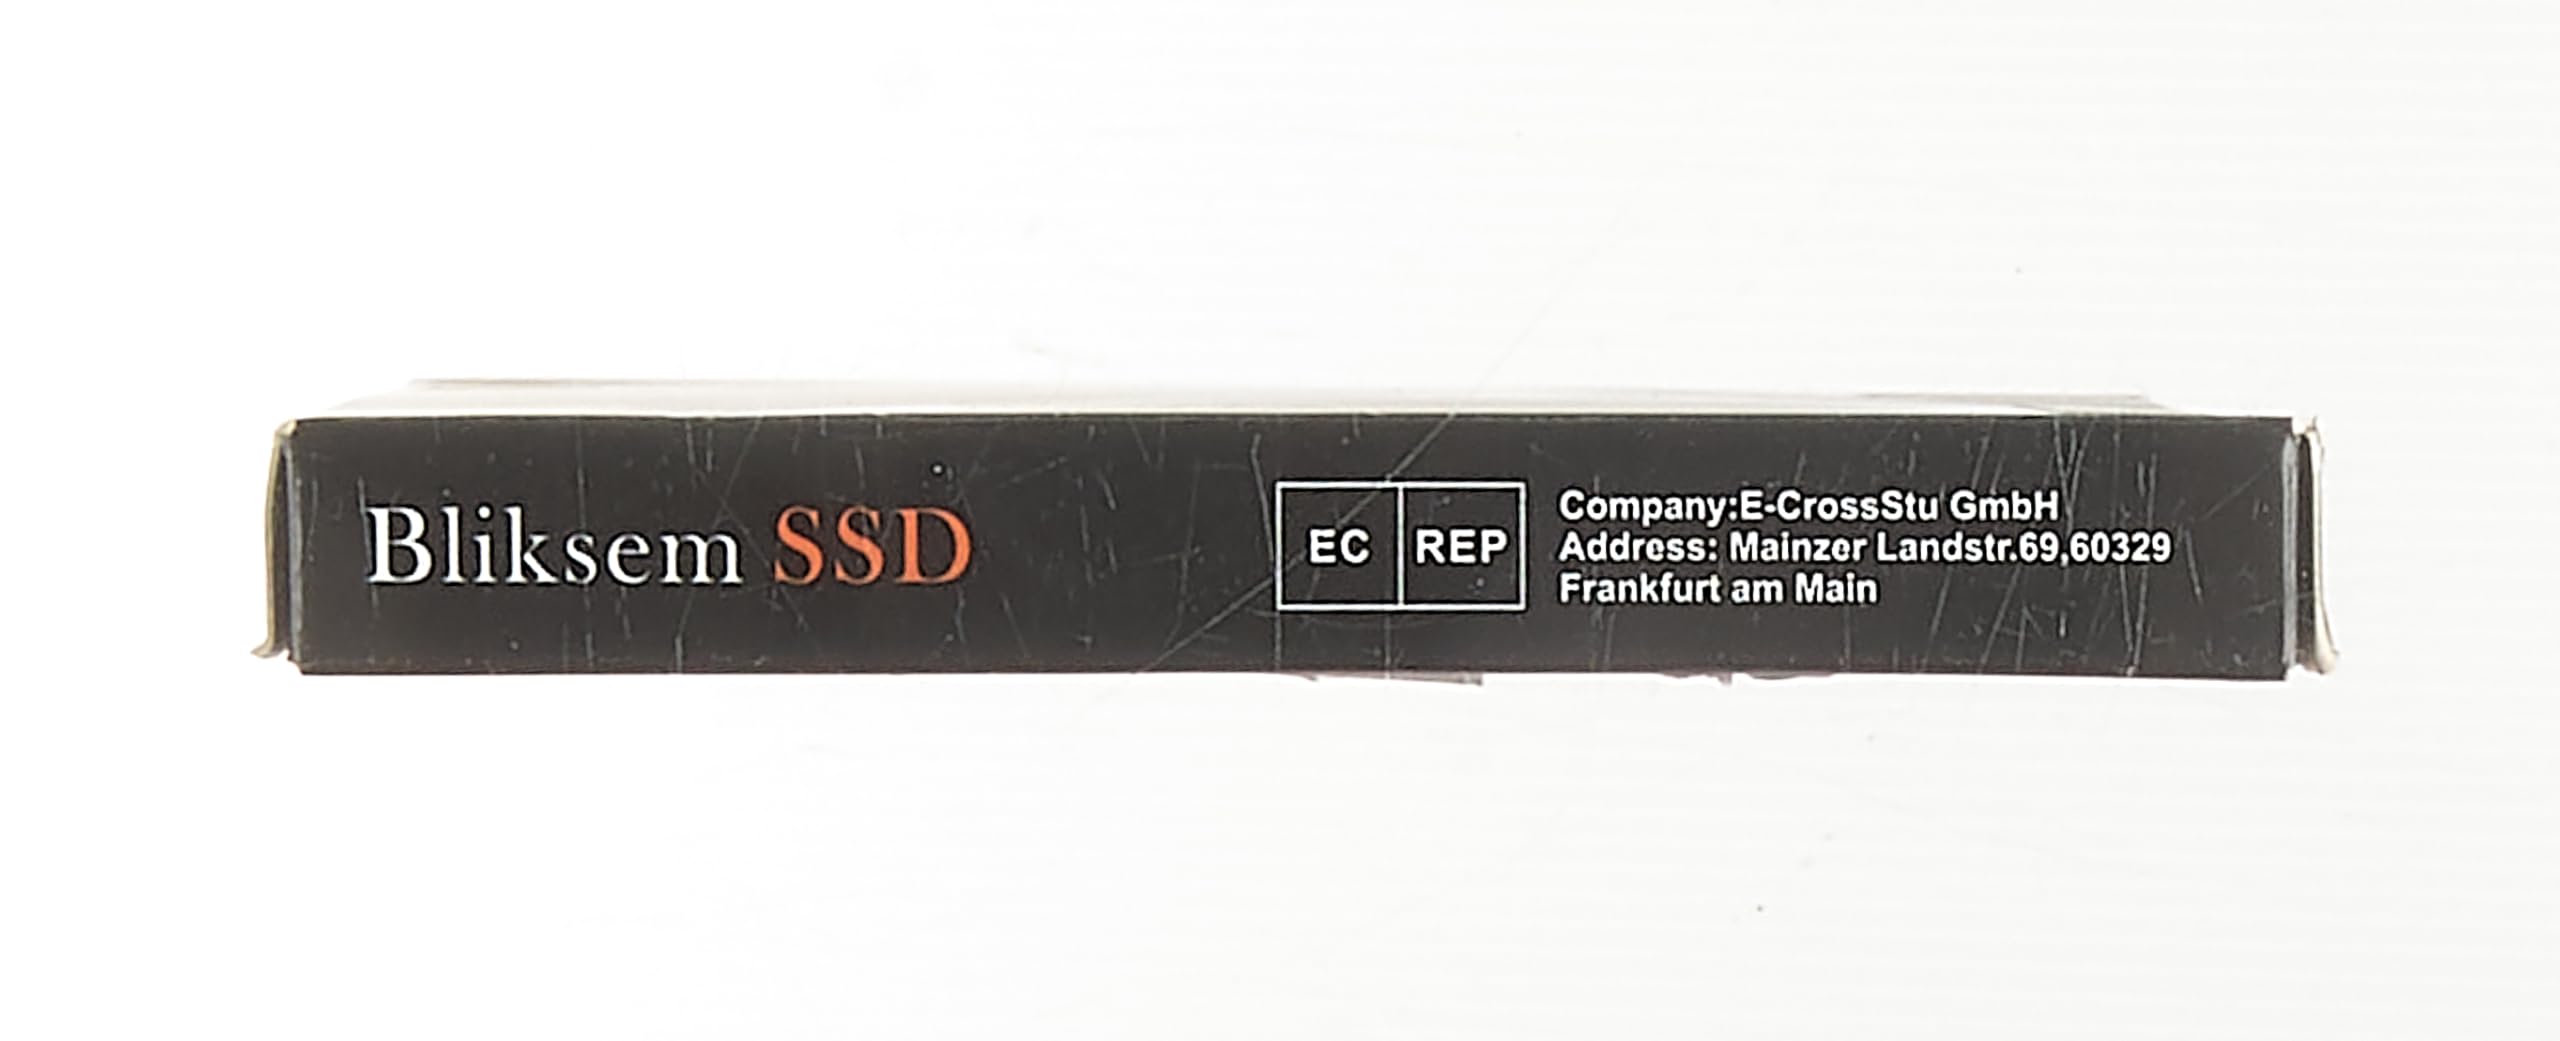 Bliksem SSD
EC REP
Company:E-CrossStu GmbH
Address: Mainzer Landstr.69,60329
Frankfurt am Main